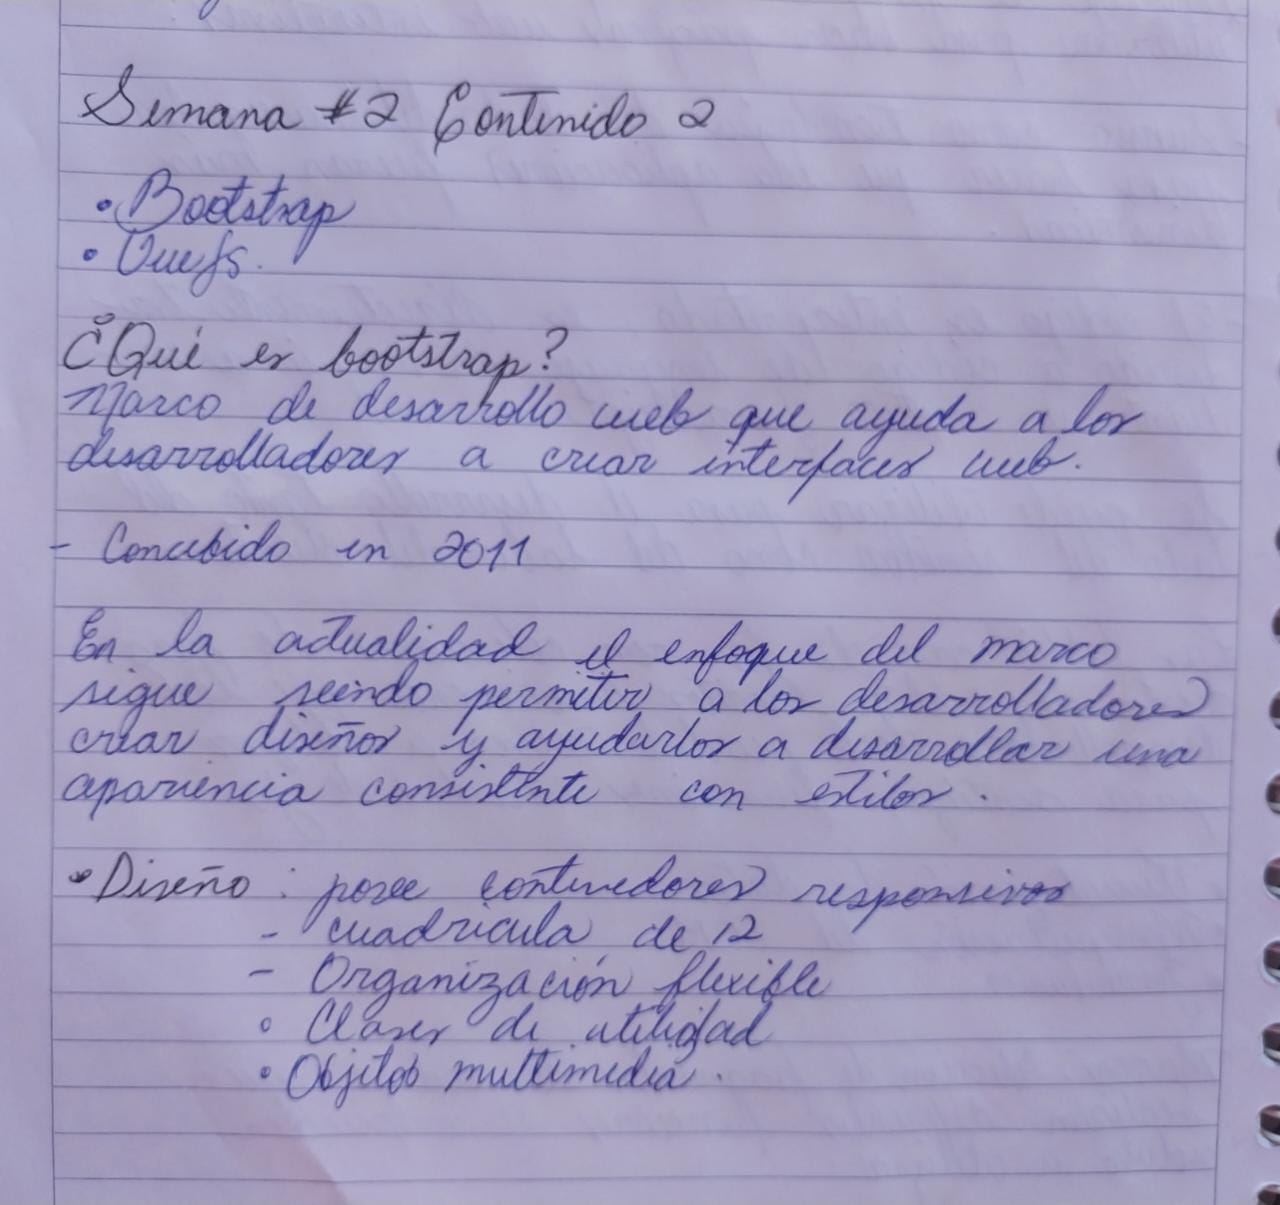 Semana #2 Contenido 2
• Bootstrap
• Vuejs.
¿Qué es bootstrap?
Marco de desarrollo web que ayuda a los
desarrolladores a crear interfaces web.
- Concebido en 2011
En la actualidad el enfoque del marco
sigue seindo permitir a los desarrolladores
crear diseños y ayudarlos a desarrollar una
apariencia consistente con estilos.
• Diseño: posee contenedores responsivos
- cuadricula de 12
- Organización flexible
• Clases de utilidad
• Objetos multimedia.